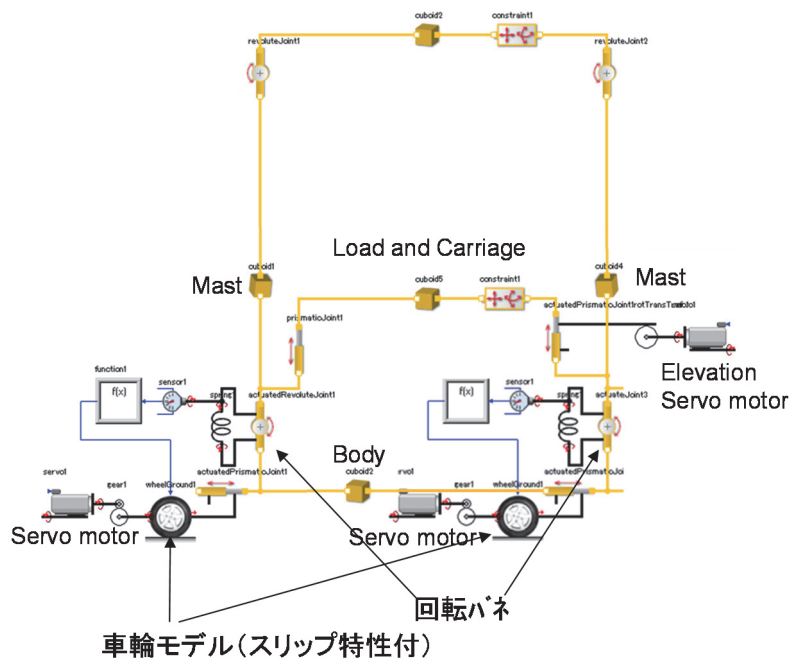 cuboid2
constraint1
revoluteJoint1
revoluteJoint2
Load and Carriage
cuboid1
Mast
cuboid5
constraint1
cuboid4
Mast
prismaticJoint1
Elevation
Servo motor
function1
f(x)
sensor1
actuatedRevoluteJoint1
f(x)
sensor1
actuateJoint3
Body
servo1
gear1
wheelGround1
actuatedPrismaticJoint1
cuboid2
gear1
wheelGround1
Servo motor
Servo motor
回転バネ
車輪モデル（スリップ特性付）